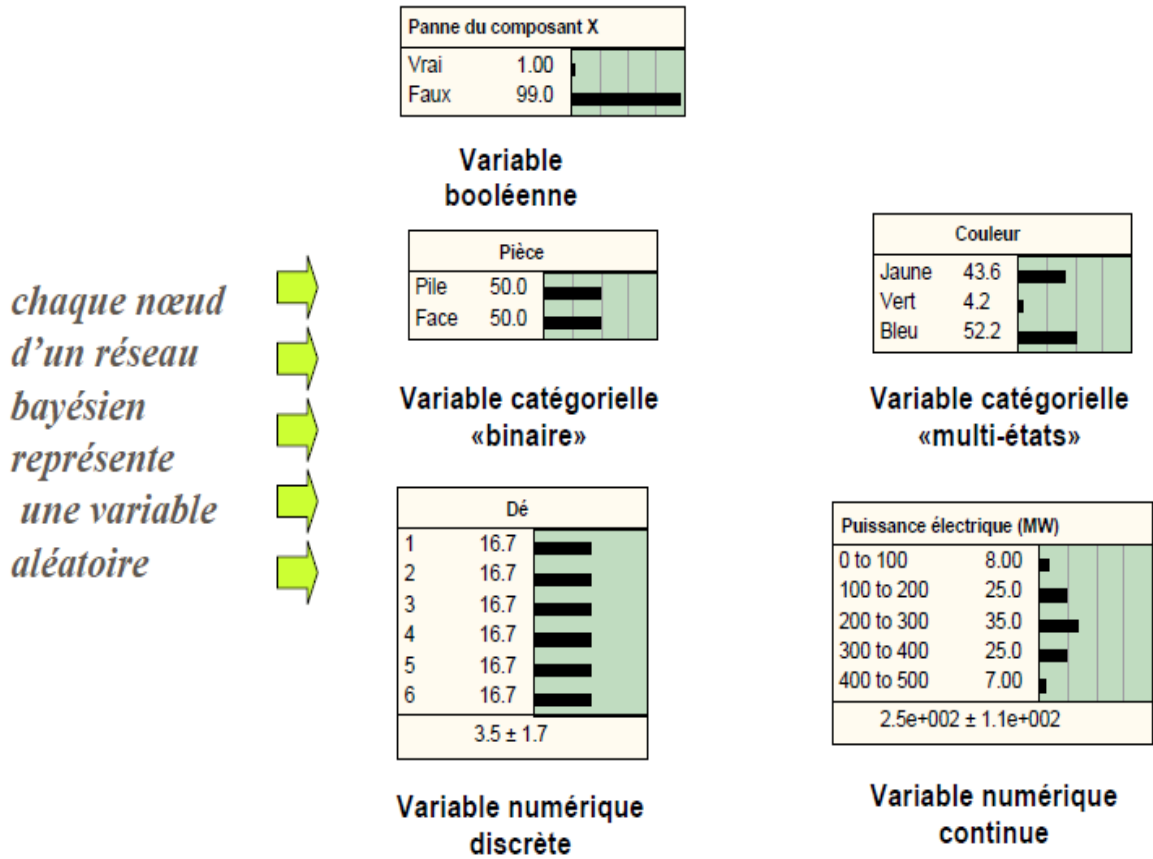 Panne du composant X
Vrai 1.00
Faux 99.0
Variable
booléenne
chaque nœud
d'un réseau
bayésien
représente
une variable
aléatoire
Pièce
Pile 50.0
Face 50.0
Variable catégorielle
«binaire»
Couleur
Jaune 43.6
Vert 4.2
Bleu 52.2
Variable catégorielle
«multi-états»
Dé
1 16.7
2 16.7
3 16.7
4 16.7
5 16.7
6 16.7
3.5 ± 1.7
Variable numérique
discrète
Puissance électrique (MW)
0 to 100 8.00
100 to 200 25.0
200 to 300 35.0
300 to 400 25.0
400 to 500 7.00
2.5e+002 ± 1.1e+002
Variable numérique
continue